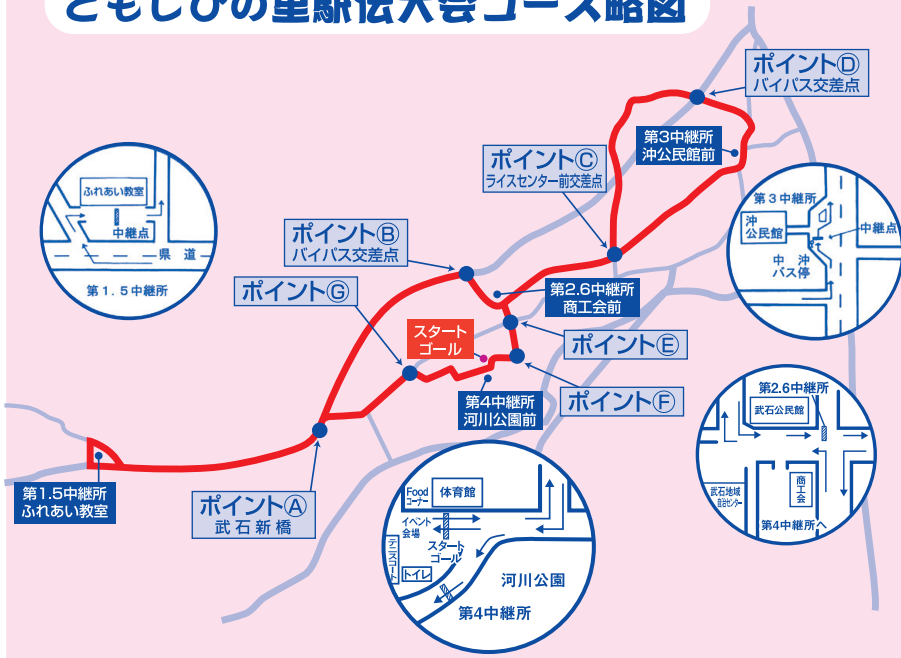 ともしびの里駅伝大会コース略図
ポイントⒹ
バイパス交差点
第3中継所
沖公民館前
ポイントⒸ
ライスセンター前交差点
ふれあい教室
中継点
県道
第1.5中継所
第3中継所
沖
公民館
中継点
中沖
バス停
ポイントⒷ
バイパス交差点
ポイントⒼ
第2.6中継所
商工会前
スタート
ゴール
ポイントⒺ
ポイントⒻ
第4中継所
河川公園前
第2.6中継所
武石公民館
商工会
武石地域
自治センター
第4中継所へ
第1.5中継所
ふれあい教室
ポイントⒶ
武石新橋
Food
コーナー
体育館
イベント
会場
スタート
ゴール
テニスコート
トイレ
河川公園
第4中継所